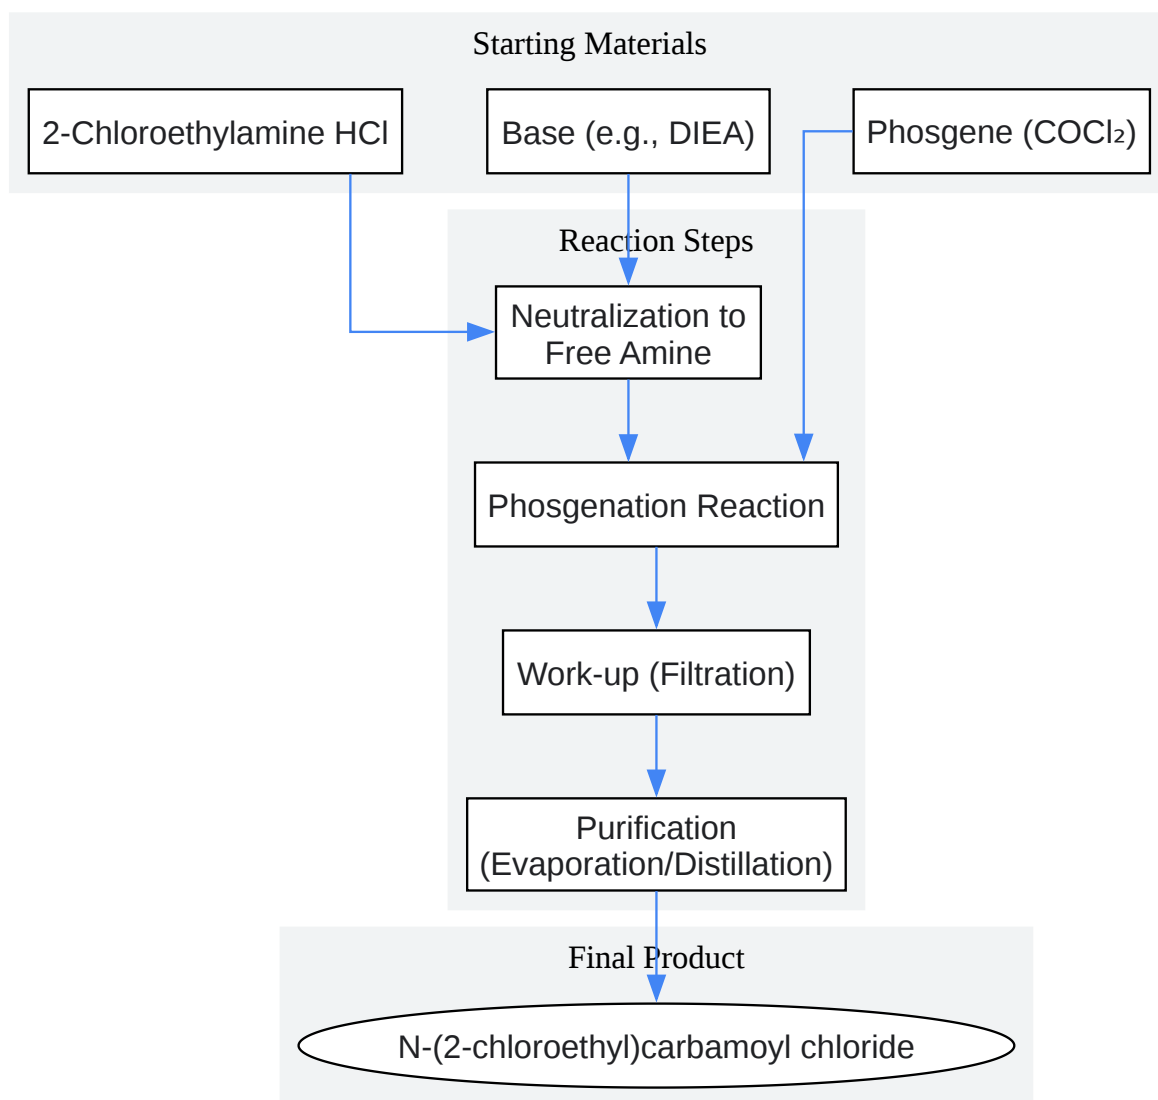 Starting Materials
2-Chloroethylamine HCl
Base (e.g., DIEA)
Phosgene (COCl₂)
Reaction Steps
Neutralization to
Free Amine
Phosgenation Reaction
Work-up (Filtration)
Purification
(Evaporation/Distillation)
Final Product
N-(2-chloroethyl)carbamoyl chloride